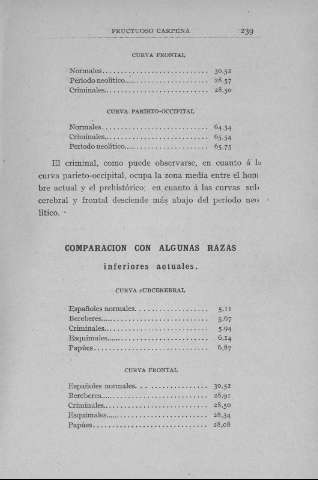 FRUCTUOSO CARPENA 239
CURVA FRONTAL
Normales............................ 30,52
Periodo neolítico...................... 28,57
Criminales............................ 28,50
CURVA PARIETO-OCCIPITAL
Normales............................ 64,34
Criminales............................ 65,54
Periodo neolítico...................... 65,75
El criminal, como puede observarse, en cuanto á la
curva parieto-occipital, ocupa la zona media entre el hom
bre actual y el prehistórico; en cuanto á las curvas sub
cerebral y frontal desciende más abajo del periodo neo
lítico.
COMPARACION CON ALGUNAS RAZAS
inferiores actuales.
CURVA SUBCEREBRAL
Españoles normales................... 5,11
Bereberes............................ 5,67
Criminales............................ 5,94
Esquimales.......................... 6,14
Papúes.............................. 6,87
CURVA FRONTAL
Españoles normales................... 30,52
Bereberes............................ 28,91
Criminales............................ 28,50
Esquimales.......................... 28,34
Papúes.............................. 28,08